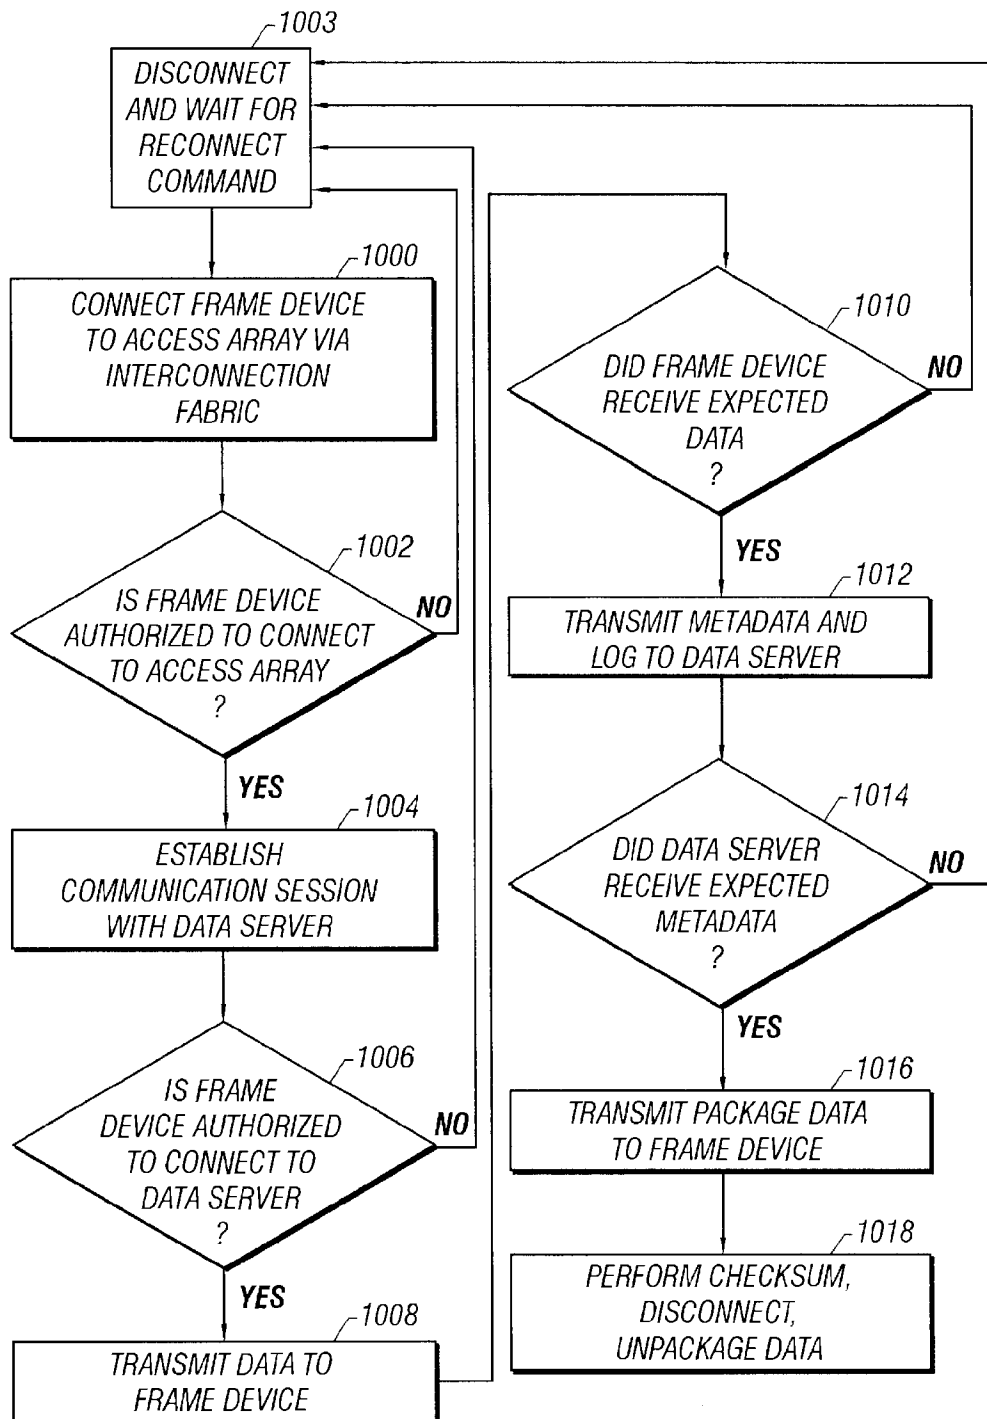 1003
DISCONNECT
AND WAIT FOR
RECONNECT
COMMAND
1000
CONNECT FRAME DEVICE
TO ACCESS ARRAY VIA
INTERCONNECTION
FABRIC
1002
IS FRAME DEVICE
AUTHORIZED TO CONNECT
TO ACCESS ARRAY
?
NO
YES
1004
ESTABLISH
COMMUNICATION SESSION
WITH DATA SERVER
1006
IS FRAME
DEVICE AUTHORIZED
TO CONNECT TO
DATA SERVER
?
NO
YES
1008
TRANSMIT DATA TO
FRAME DEVICE
1010
DID FRAME DEVICE
RECEIVE EXPECTED
DATA
?
NO
YES
1012
TRANSMIT METADATA AND
LOG TO DATA SERVER
1014
DID DATA SERVER
RECEIVE EXPECTED
METADATA
?
NO
YES
1016
TRANSMIT PACKAGE DATA
TO FRAME DEVICE
1018
PERFORM CHECKSUM,
DISCONNECT,
UNPACKAGE DATA